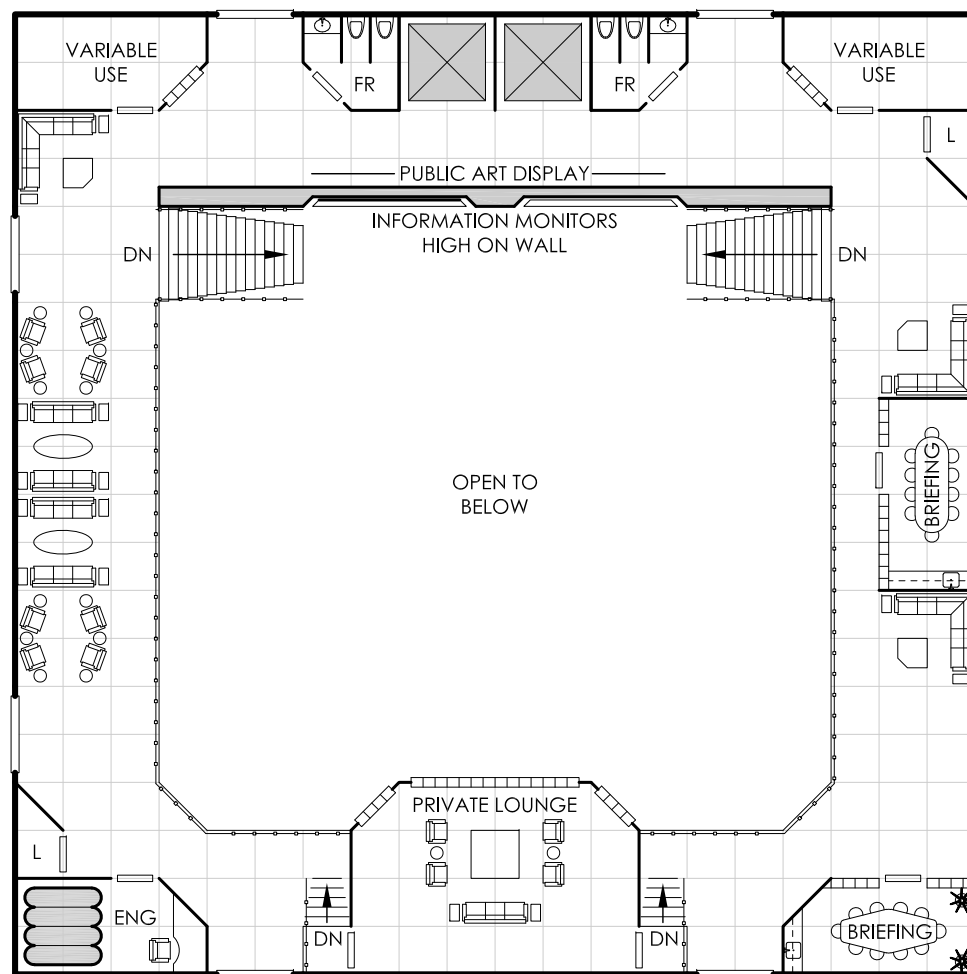 VARIABLE
USE
FR
FR
VARIABLE
USE
L
PUBLIC ART DISPLAY
INFORMATION MONITORS
HIGH ON WALL
DN
DN
BRIEFING
OPEN TO
BELOW
PRIVATE LOUNGE
L
ENG
DN
DN
BRIEFING